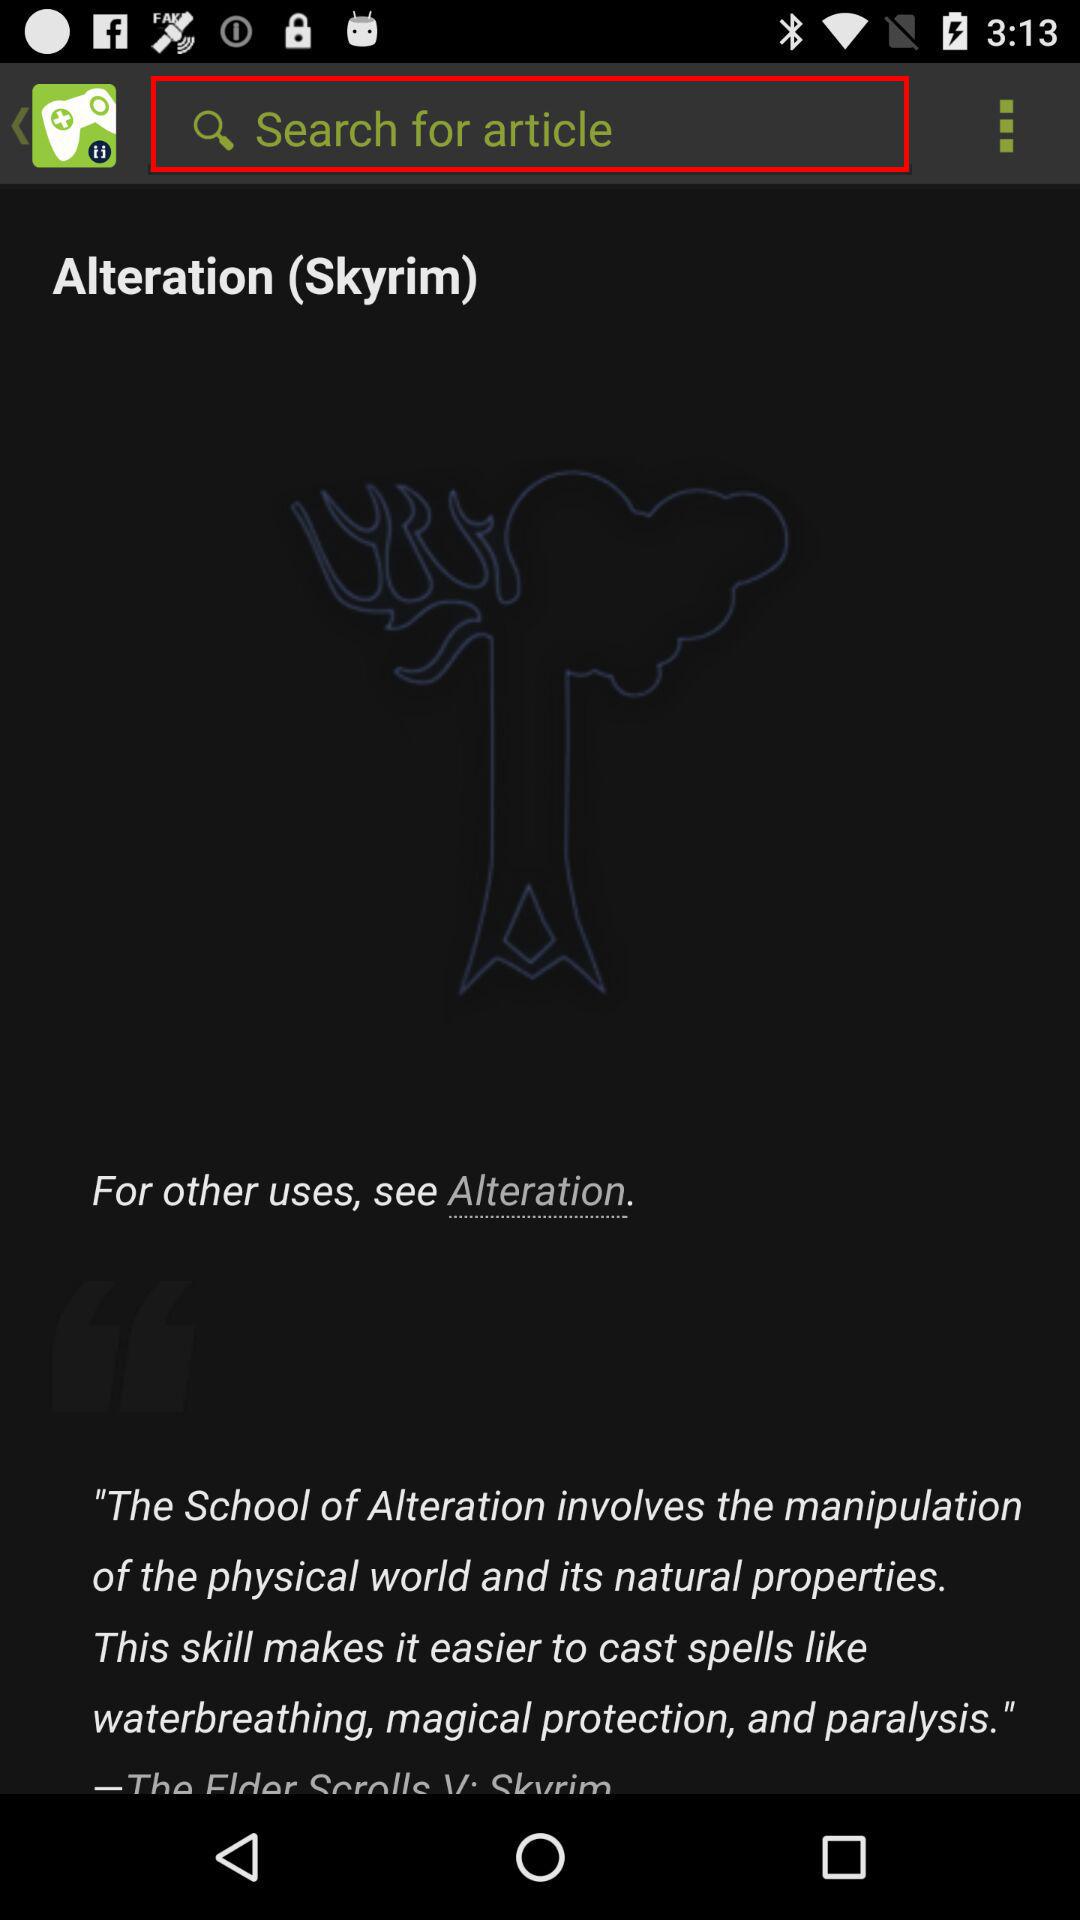 FAKE
3:13
Search for article
Alteration (Skyrim)
For other uses, see Alteration.
"The School of Alteration involves the manipulation
of the physical world and its natural properties.
This skill makes it easier to cast spells like
waterbreathing, magical protection, and paralysis."
—The Elder Scrolls V: Skyrim